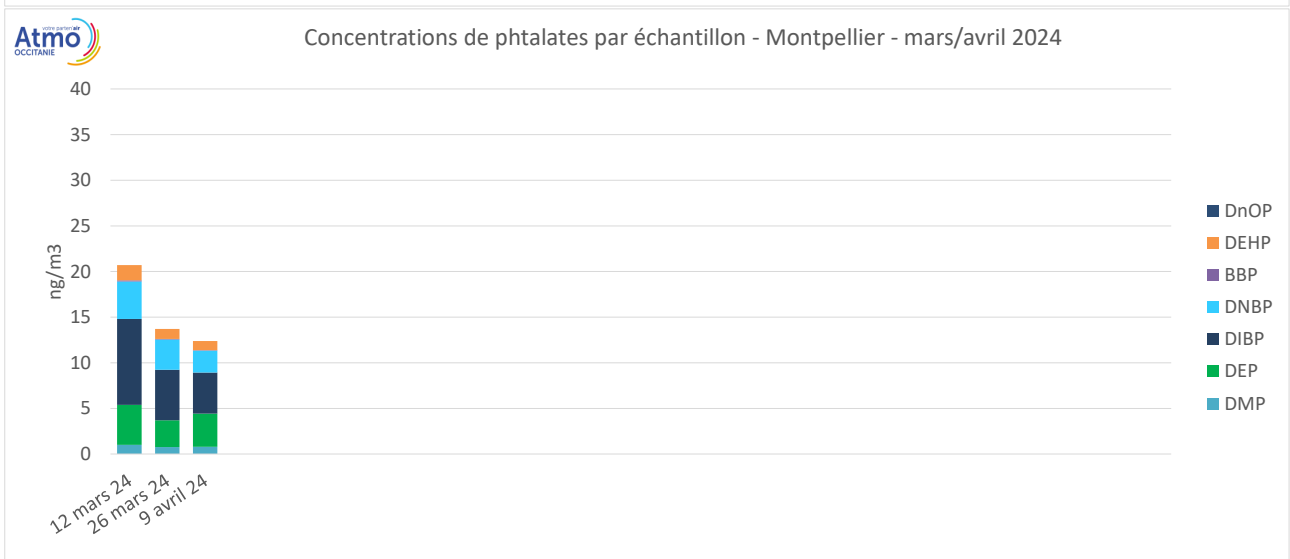 votre parten'air
Atmo
OCCITANIE
Concentrations de phtalates par échantillon - Montpellier - mars/avril 2024
40
35
30
25
20
15
10
5
0
ng/m3
12 mars 24
26 mars 24
9 avril 24
DnOP
DEHP
BBP
DNBP
DIBP
DEP
DMP